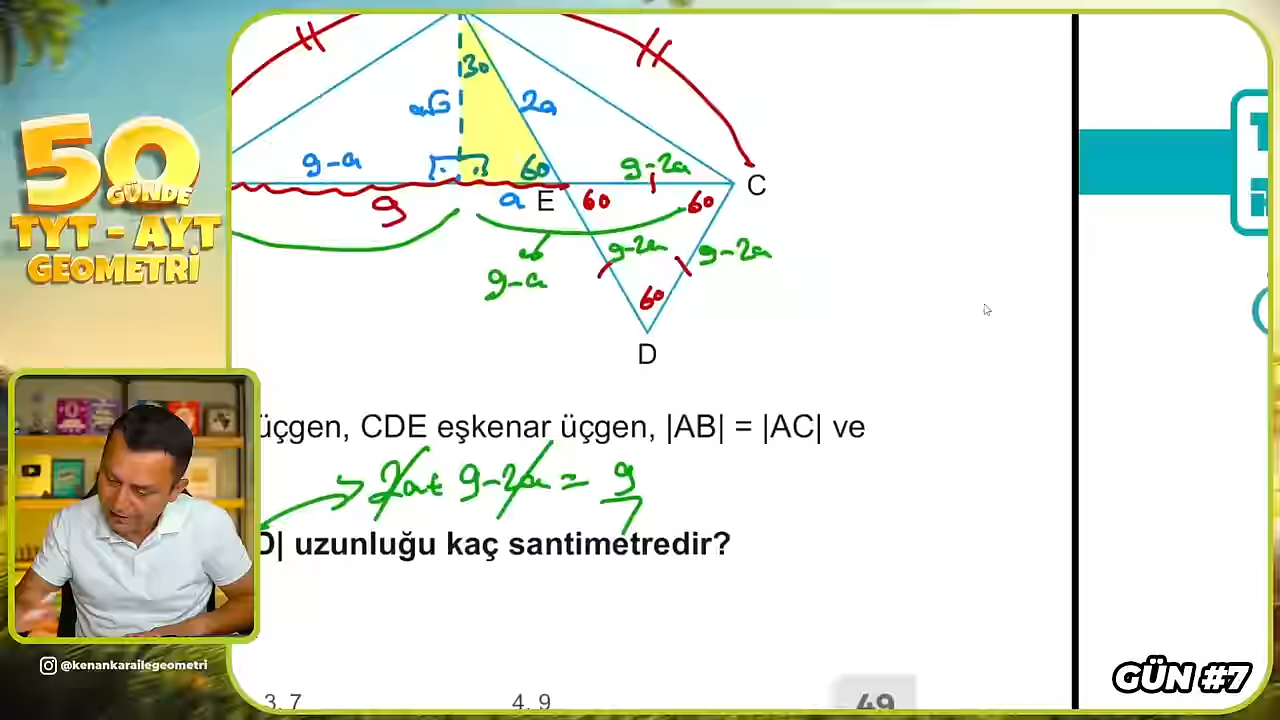 50
GÜNDE
TYT - AYT
GEOMETRİ
30
2a
9-a
60
9-2a
C
9
a
E
60
60
9-2a
9-2a
9-a
60
D
üçgen, CDE eşkenar üçgen, |AB| = |AC| ve
2a+ 9-2a = 9
D| uzunluğu kaç santimetredir?
@kenankarailegeometri
3. 7
4. 9
49
GÜN #7